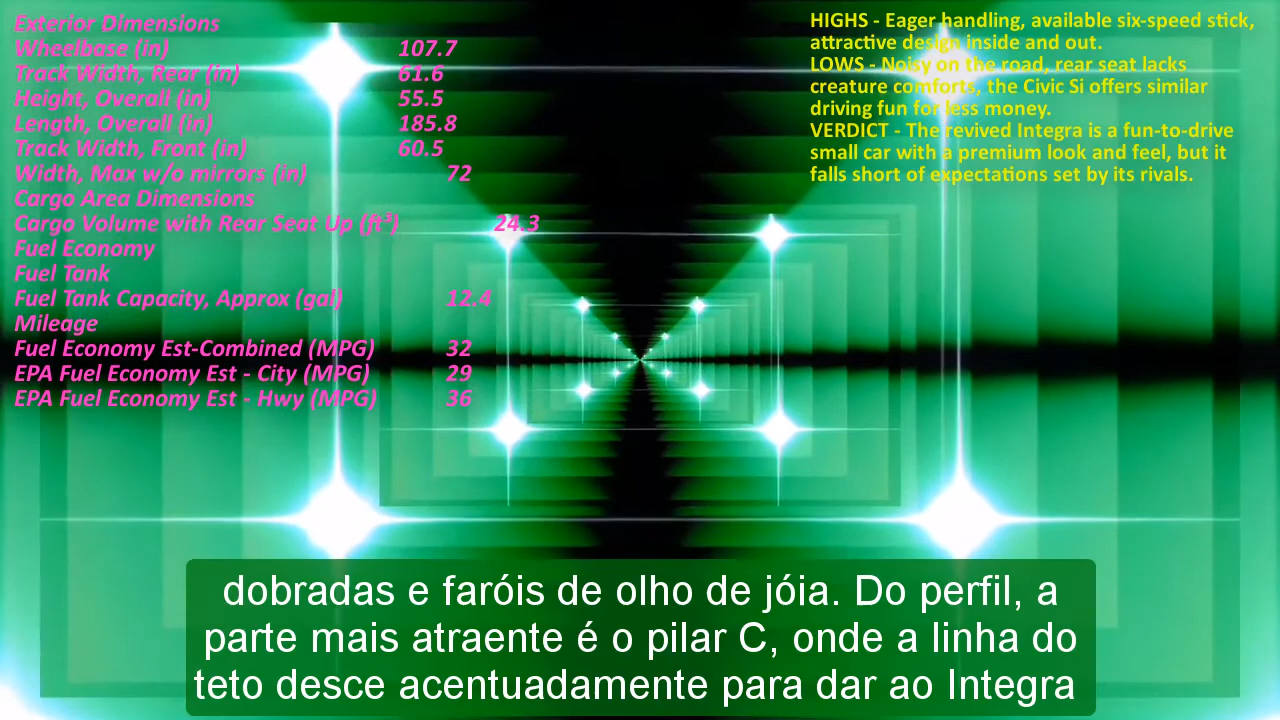 Exterior Dimensions
Wheelbase (in) 107.7
Track Width, Rear (in) 61.6
Height, Overall (in) 55.5
Length, Overall (in) 185.8
Track Width, Front (in) 60.5
Width, Max w/o mirrors (in) 72
Cargo Area Dimensions
Cargo Volume with Rear Seat Up (ft³) 24.3
Fuel Economy
Fuel Tank
Fuel Tank Capacity, Approx (gal) 12.4
Mileage
Fuel Economy Est-Combined (MPG) 32
EPA Fuel Economy Est - City (MPG) 29
EPA Fuel Economy Est - Hwy (MPG) 36
HIGHS - Eager handling, available six-speed stick,
attractive design inside and out.
LOWS - Noisy on the road, rear seat lacks
creature comforts, the Civic Si offers similar
driving fun for less money.
VERDICT - The revived Integra is a fun-to-drive
small car with a premium look and feel, but it
falls short of expectations set by its rivals.
dobradas e faróis de olho de jóia. Do perfil, a
parte mais atraente é o pilar C, onde a linha do
teto desce acentuadamente para dar ao Integra